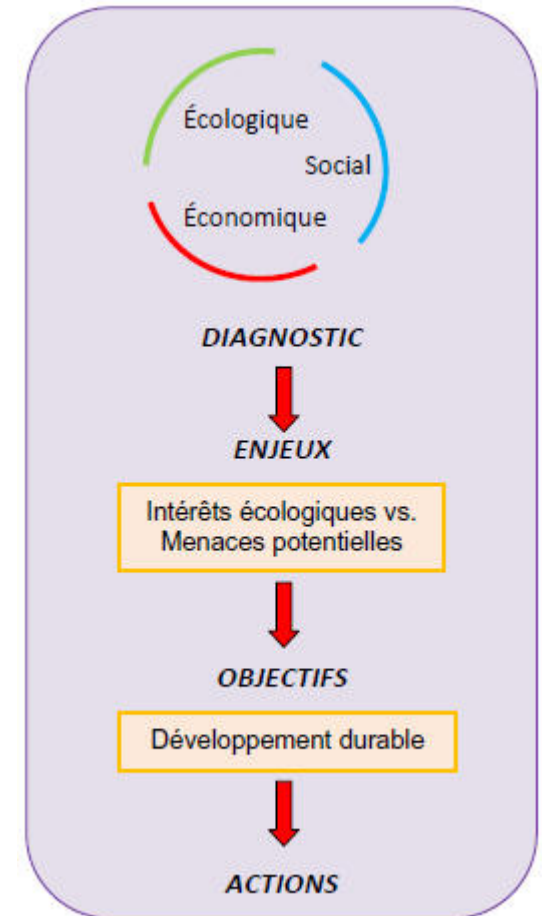 Écologique
Social
Économique
DIAGNOSTIC
ENJEUX
Intérêts écologiques vs.
Menaces potentielles
OBJECTIFS
Développement durable
ACTIONS